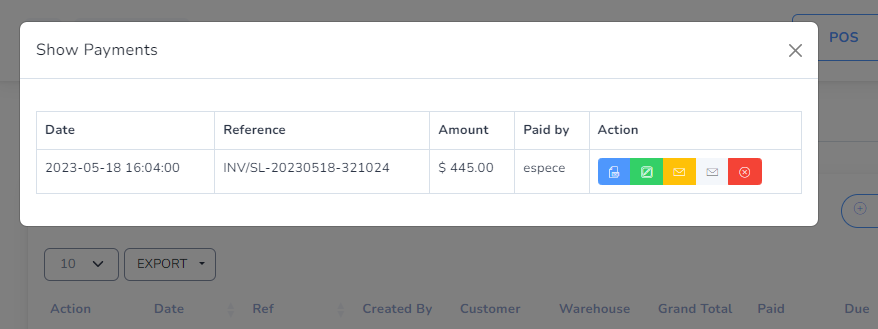 POS
Show Payments
Date Reference Amount Paid by Action
2023-05-18 16:04:00 INV/SL-20230518-321024 $ 445.00 espece
10 EXPORT
Action Date Ref Created By Customer Warehouse Grand Total Paid Due